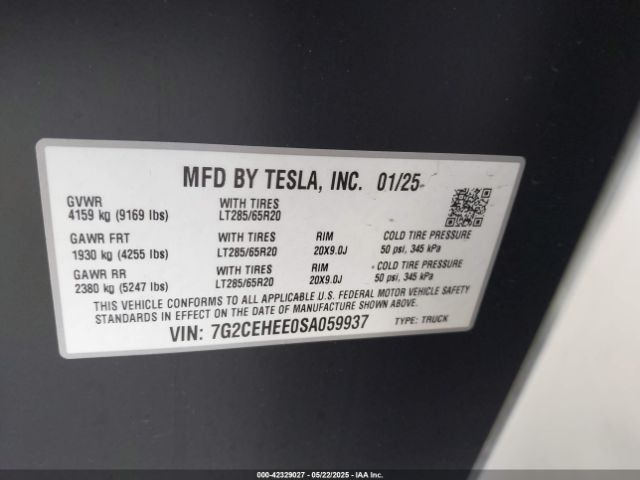 MFD BY TESLA, INC. 01/25
GVWR WITH TIRES
4159 kg (9169 lbs) LT285/65R20
GAWR FRT WITH TIRES RIM COLD TIRE PRESSURE
1930 kg (4255 lbs) LT285/65R20 20X9.0J 50 psi, 345 kPa
GAWR RR WITH TIRES RIM COLD TIRE PRESSURE
2380 kg (5247 lbs) LT285/65R20 20X9.0J 50 psi, 345 kPa
THIS VEHICLE CONFORMS TO ALL APPLICABLE U.S. FEDERAL MOTOR VEHICLE SAFETY
STANDARDS IN EFFECT ON THE DATE OF MANUFACTURE SHOWN ABOVE.
VIN: 7G2CEHEE0SA059937 TYPE: TRUCK
000-42329027 - 05/22/2025 - IAA Inc.